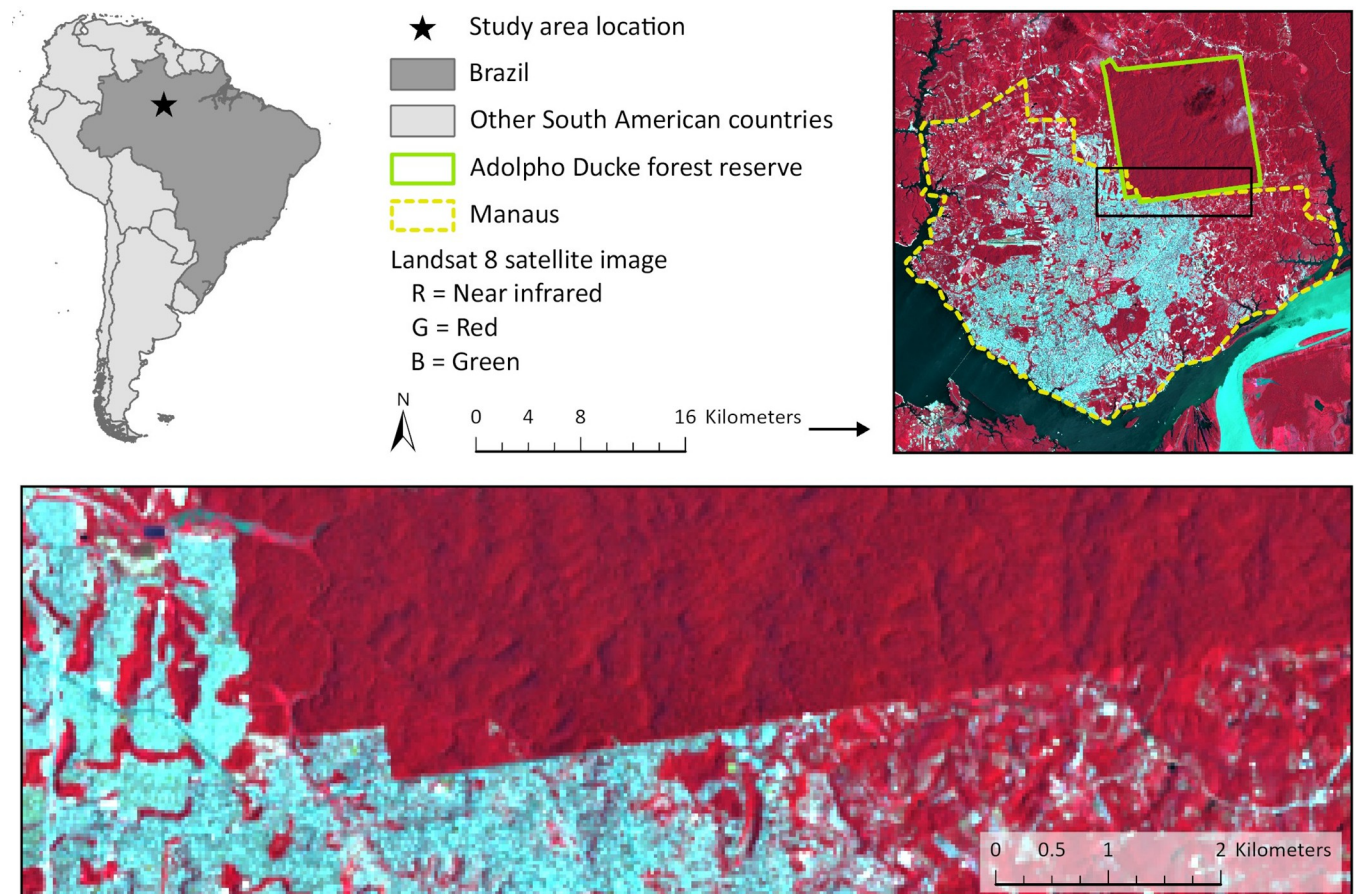 Study area location
Brazil
Other South American countries
Adolpho Ducke forest reserve
Manaus
Landsat 8 satellite image
R = Near infrared
G = Red
B = Green
N
0 4 8 16 Kilometers
0 0.5 1 2 Kilometers